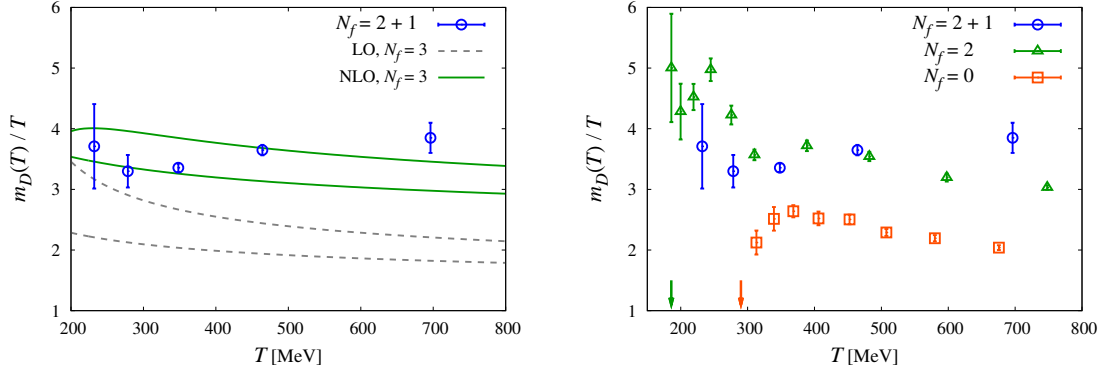 6
5
4
3
2
1
200
300
400
500
600
700
800
m_D(T) / T
T [MeV]
N_f = 2 + 1
LO, N_f = 3
NLO, N_f = 3
6
5
4
3
2
1
200
300
400
500
600
700
800
m_D(T) / T
T [MeV]
N_f = 2 + 1
N_f = 2
N_f = 0